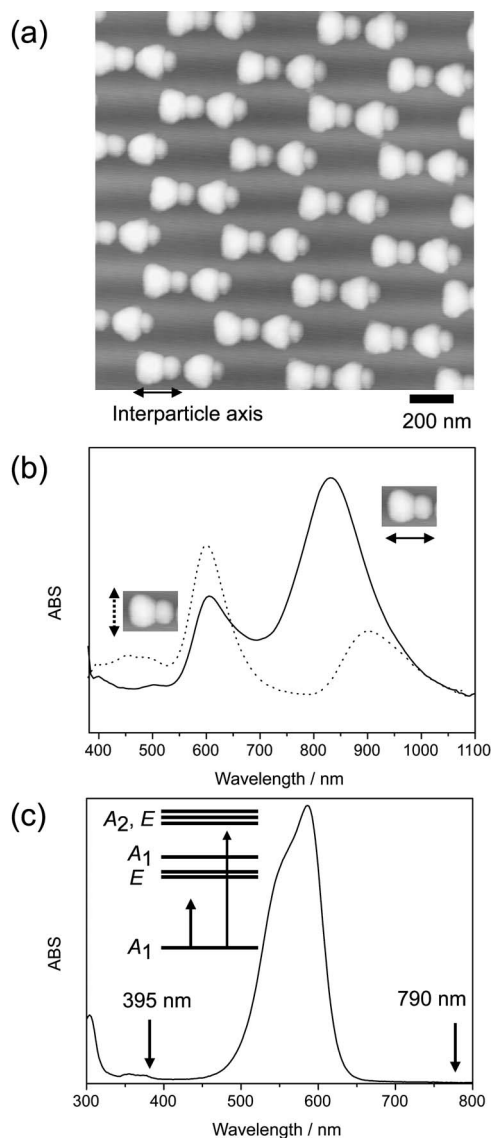 (a)
Interparticle axis
200 nm
(b)
ABS
400 500 600 700 800 900 1000 1100
Wavelength / nm
(c)
A2, E
A1
E
A1
395 nm
790 nm
ABS
300 400 500 600 700 800
Wavelength / nm